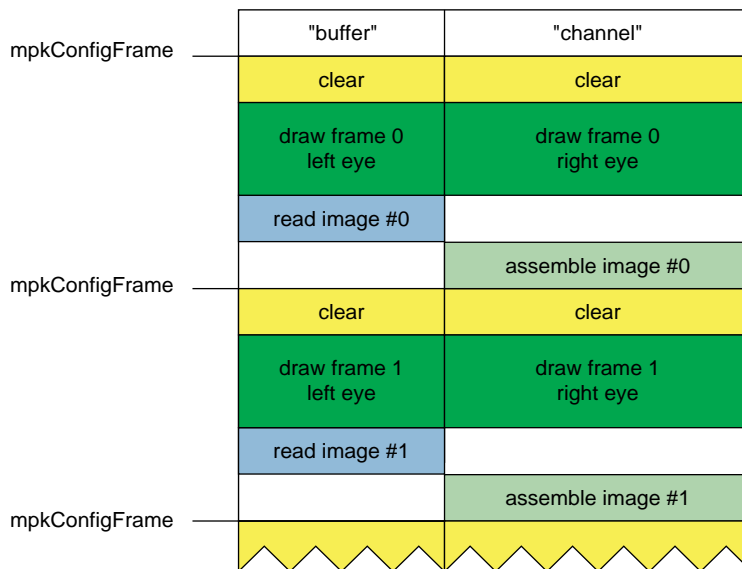 "buffer" "channel"
mpkConfigFrame
clear clear
draw frame 0 draw frame 0
left eye right eye
read image #0
assemble image #0
mpkConfigFrame
clear clear
draw frame 1 draw frame 1
left eye right eye
read image #1
assemble image #1
mpkConfigFrame